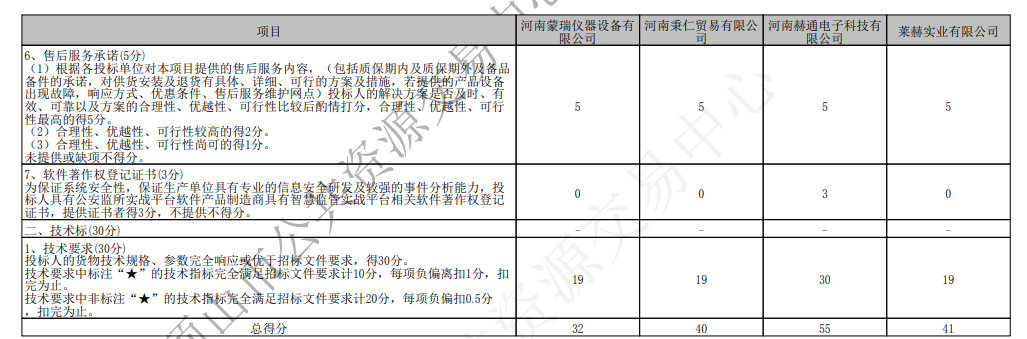 项目
河南蒙瑞仪器设备有
限公司
河南秉仁贸易有限公
司
河南赫通电子科技有
限公司
莱赫实业有限公司
6、售后服务承诺(5分)
（1）根据各投标单位对本项目提供的售后服务内容，（包括质保期内及质保期外及备品
备件的承诺，对供货安装及退货有具体、详细、可行的方案及措施，若提供的产品设备
出现故障，响应方式、优惠条件、售后服务维护网点）投标人的解决方案是否及时、有
效、可靠以及方案的合理性、优越性、可行性比较后酌情打分，合理性、优越性、可行
性最高的得5分。
（2）合理性、优越性、可行性较高的得2分。
（3）合理性、优越性、可行性尚可的得1分。
未提供或缺项不得分。
5
5
5
5
7、软件著作权登记证书(3分)
为保证系统安全性，保证生产单位具有专业的信息安全研发及较强的事件分析能力，投
标人具有公安监所实战平台软件产品制造商具有智慧监管实战平台相关软件著作权登记
证书，提供证书者得3分，不提供不得分。
0
0
3
0
二、技术标(30分)
-
-
-
-
1、技术要求(30分)
投标人的货物技术规格、参数完全响应或优于招标文件要求，得30分。
技术要求中标注“★”的技术指标完全满足招标文件要求计10分，每项负偏离扣1分，扣
完为止。
技术要求中非标注“★”的技术指标完全满足招标文件要求计20分，每项负偏扣0.5分
，扣完为止。
19
19
30
19
总得分
32
40
55
41
山市公共资源交易中心
资源交易中心